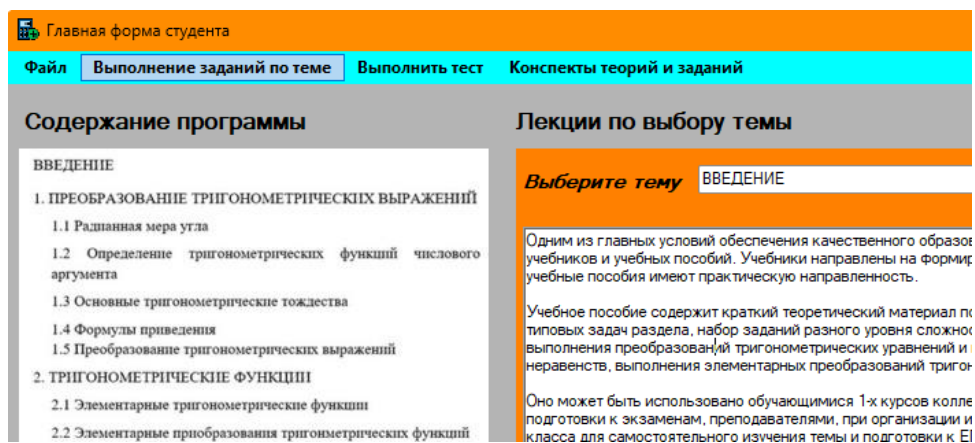 Главная форма студента
Файл Выполнение заданий по теме Выполнить тест Конспекты теорий и заданий
Содержание программы
ВВЕДЕНИЕ
1. ПРЕОБРАЗОВАНИЕ ТРИГОНОМЕТРИЧЕСКИХ ВЫРАЖЕНИЙ
1.1 Радианная мера угла
1.2 Определение тригонометрических функций числового
аргумента
1.3 Основные тригонометрические тождества
1.4 Формулы приведения
1.5 Преобразование тригонометрических выражений
2. ТРИГОНОМЕТРИЧЕСКИЕ ФУНКЦИИ
2.1 Элементарные тригонометрические функции
2.2 Элементарные приобразования тригонметрических функций
Лекции по выбору темы
Выберите тему ВВЕДЕНИЕ
Одним из главных условий обеспечения качественного образов
учебников и учебных пособий. Учебники направлены на формир
учебные пособия имеют практическую направленность.
Учебное пособие содержит краткий теоретический материал по
типовых задач раздела, набор заданий разного уровня сложнос
выполнения преобразований тригонометрических уравнений и
неравенств, выполнения элементарных преобразований тригон
Оно может быть использовано обучающимися 1-х курсов колле
подготовки к экзаменам, преподавателями, при организации и
класса для самостоятельного изучения темы и подготовки к Е